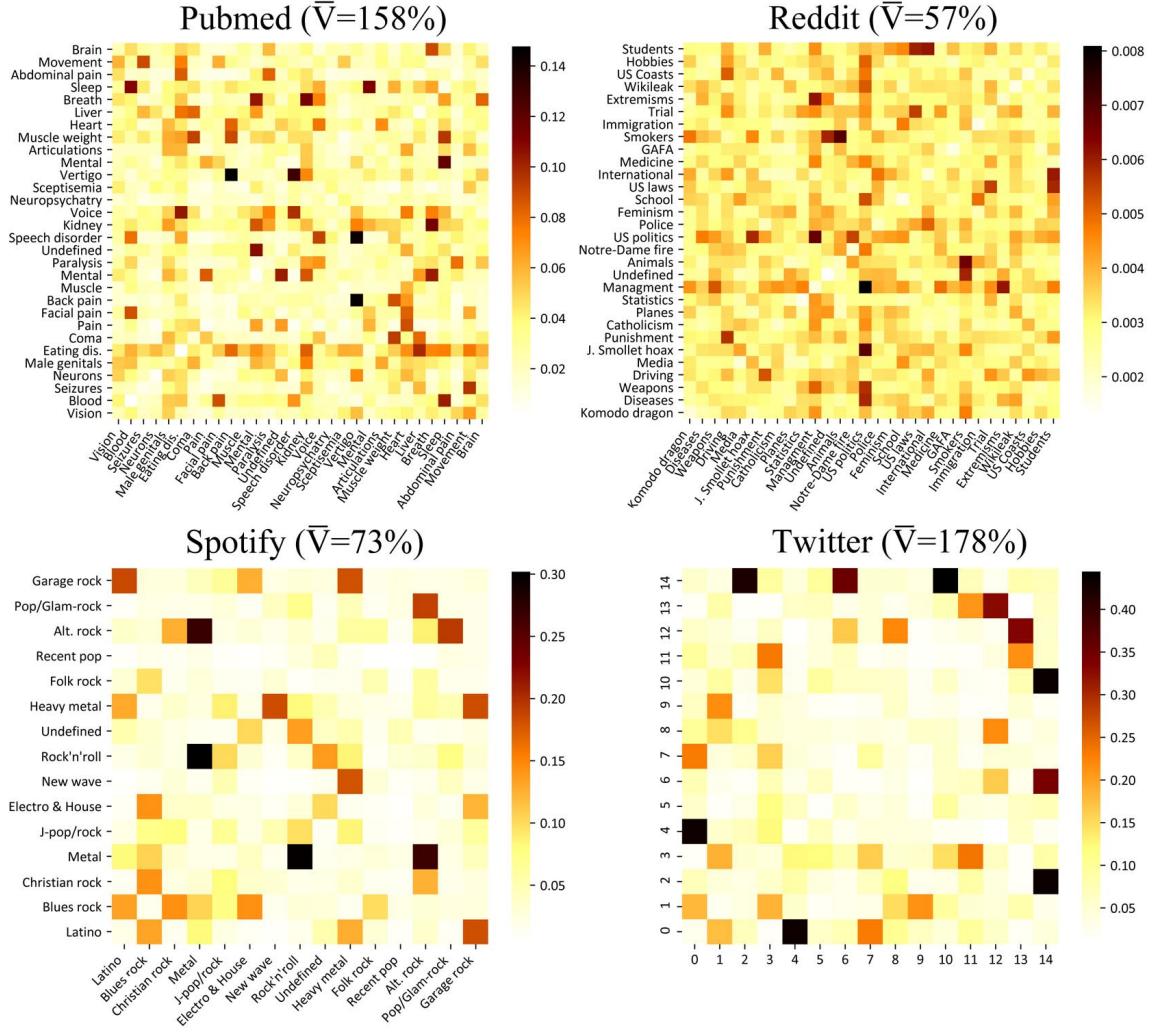 Pubmed (V̅=158%)
Brain
Movement
Abdominal pain
Sleep
Breath
Liver
Heart
Muscle weight
Articulations
Mental
Vertigo
Sceptisemia
Neuropsychatry
Voice
Kidney
Speech disorder
Undefined
Paralysis
Mental
Muscle
Back pain
Facial pain
Pain
Coma
Eating dis.
Male genitals
Neurons
Seizures
Blood
Vision
Vision
Blood
Seizures
Neurons
Male genitals
Eating dis.
Coma
Pain
Facial pain
Back pain
Muscle
Mental
Paralysis
Undefined
Speech disorder
Kidney
Voice
Neuropsychatry
Sceptisemia
Vertigo
Mental
Articulations
Muscle weight
Heart
Liver
Breath
Sleep
Abdominal pain
Movement
Brain
0.14
0.12
0.10
0.08
0.06
0.04
0.02
Reddit (V̅=57%)
Students
Hobbies
US Coasts
Wikileak
Extremisms
Trial
Immigration
Smokers
GAFA
Medicine
International
US laws
School
Feminism
Police
US politics
Notre-Dame fire
Animals
Undefined
Managment
Statistics
Planes
Catholicism
Punishment
J. Smollet hoax
Media
Driving
Weapons
Diseases
Komodo dragon
Komodo dragon
Diseases
Weapons
Driving
Media
J. Smollet hoax
Punishment
Catholicism
Planes
Statistics
Managment
Undefined
Animals
Notre-Dame fire
US politics
Police
Feminism
School
US laws
International
Medicine
GAFA
Smokers
Immigration
Trial
Extremisms
Wikileak
US Coasts
Hobbies
Students
0.008
0.007
0.006
0.005
0.004
0.003
0.002
Spotify (V̅=73%)
Garage rock
Pop/Glam-rock
Alt. rock
Recent pop
Folk rock
Heavy metal
Undefined
Rock'n'roll
New wave
Electro & House
J-pop/rock
Metal
Christian rock
Blues rock
Latino
Latino
Blues rock
Christian rock
Metal
J-pop/rock
Electro & House
New wave
Rock'n'roll
Undefined
Heavy metal
Folk rock
Recent pop
Alt. rock
Pop/Glam-rock
Garage rock
0.30
0.25
0.20
0.15
0.10
0.05
Twitter (V̅=178%)
14
13
12
11
10
9
8
7
6
5
4
3
2
1
0
0 1 2 3 4 5 6 7 8 9 10 11 12 13 14
0.40
0.35
0.30
0.25
0.20
0.15
0.10
0.05